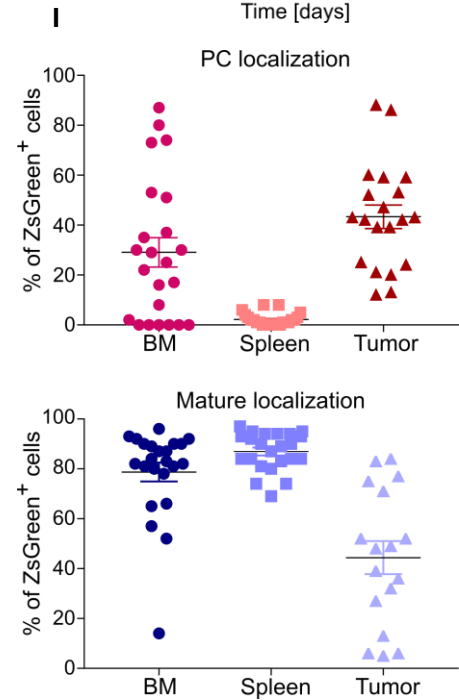 Time [days]
I
PC localization
% of ZsGreen+ cells
100
80
60
40
20
0
BM Spleen Tumor
Mature localization
% of ZsGreen+ cells
100
80
60
40
20
0
BM Spleen Tumor